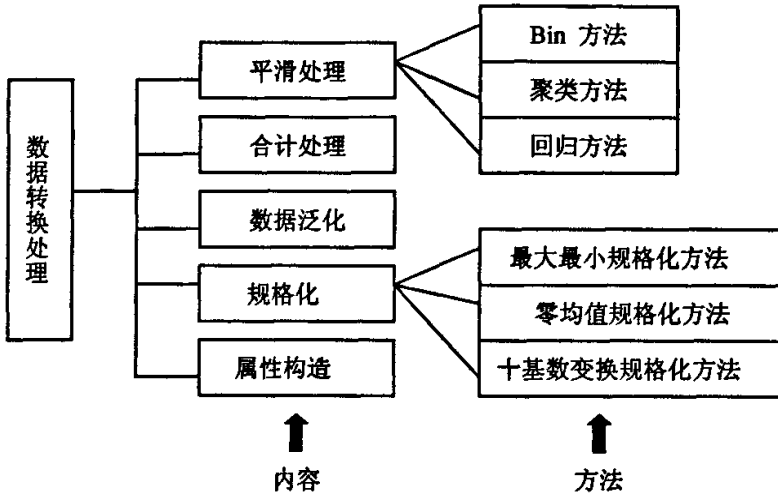 数据转换处理
平滑处理
合计处理
数据泛化
规格化
属性构造
内容
Bin 方法
聚类方法
回归方法
最大最小规格化方法
零均值规格化方法
十基数变换规格化方法
方法